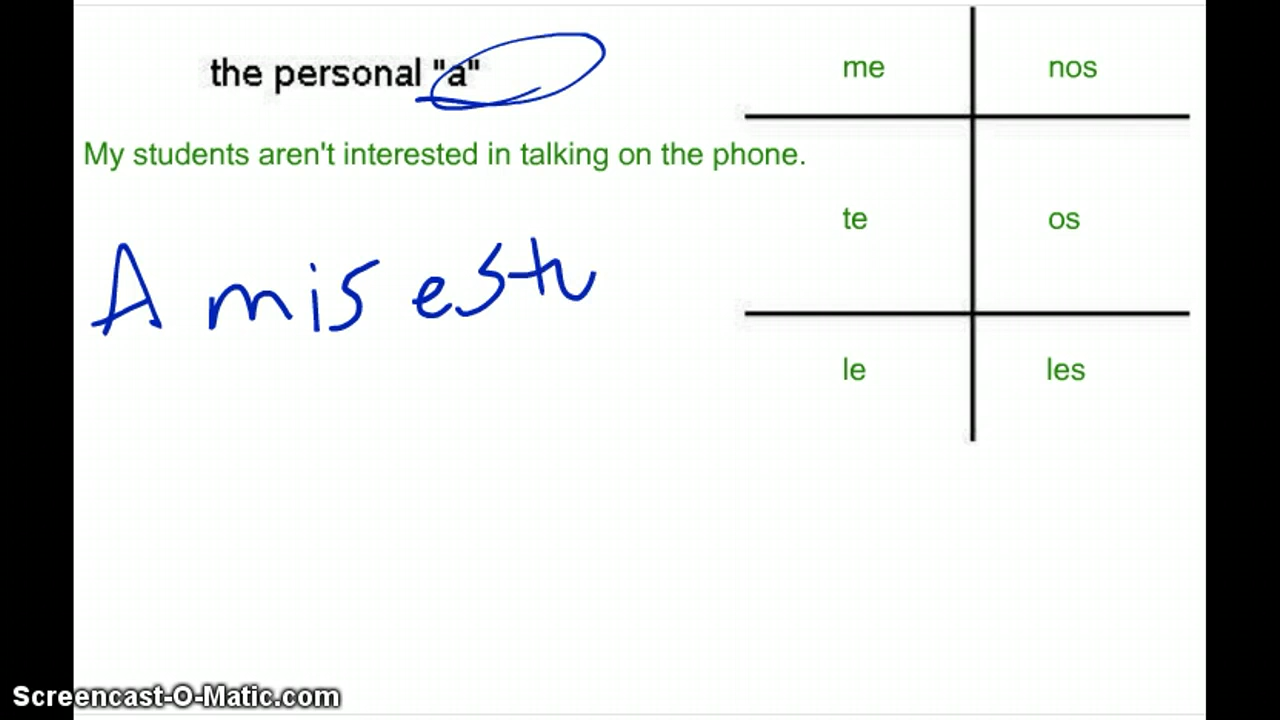 the personal "a"
me nos
My students aren't interested in talking on the phone.
te os
A mis estu
le les
Screencast-O-Matic.com